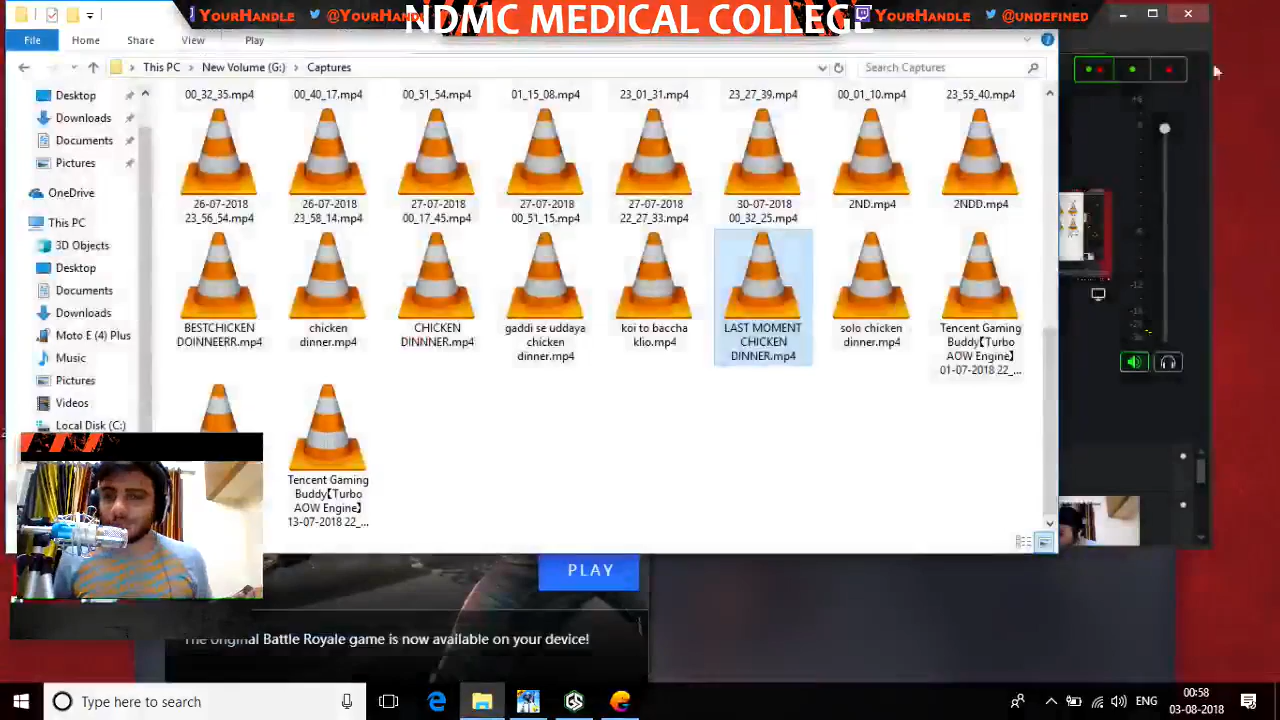 YourHandle @YourHand NDMC MEDICAL COLLEGE YourHandle @undefined
File Home Share View Play
This PC New Volume (G:) Captures Search Captures
Desktop
Downloads
Documents
Pictures
OneDrive
This PC
3D Objects
Desktop
Documents
Downloads
Moto E (4) Plus
Music
Pictures
Videos
Local Disk (C:)
00_32_35.mp4 00_40_17.mp4 00_51_54.mp4 01_15_08.mp4 23_01_31.mp4 23_27_39.mp4 00_01_10.mp4 23_55_40.mp4
26-07-2018 26-07-2018 27-07-2018 27-07-2018 27-07-2018 30-07-2018 2ND.mp4 2NDD.mp4
23_56_54.mp4 23_58_14.mp4 00_17_45.mp4 00_51_15.mp4 22_27_33.mp4 00_32_25.mp4
BESTCHICKEN chicken CHICKEN gaddi se uddaya koi to baccha LAST MOMENT solo chicken Tencent Gaming
DOINNEERR.mp4 dinner.mp4 DINNNER.mp4 chicken klio.mp4 CHICKEN dinner.mp4 Buddy【Turbo
dinner.mp4 DINNER.mp4 AOW Engine】
01-07-2018 22_...
Tencent Gaming
Buddy【Turbo
AOW Engine】
13-07-2018 22_...
PLAY
The original Battle Royale game is now available on your device!
Type here to search
ENG
00:58
03-08-2018